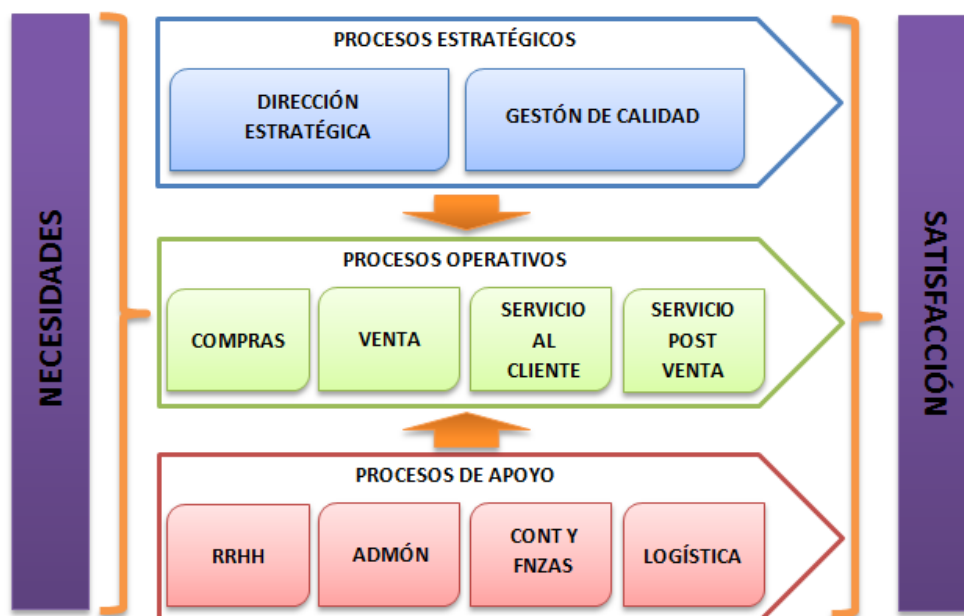 NECESIDADES
PROCESOS ESTRATÉGICOS
DIRECCIÓN
ESTRATÉGICA
GESTIÓN DE CALIDAD
PROCESOS OPERATIVOS
COMPRAS
VENTA
SERVICIO
AL
CLIENTE
SERVICIO
POST
VENTA
PROCESOS DE APOYO
RRHH
ADMÓN
CONT Y
FNZAS
LOGÍSTICA
SATISFACCIÓN